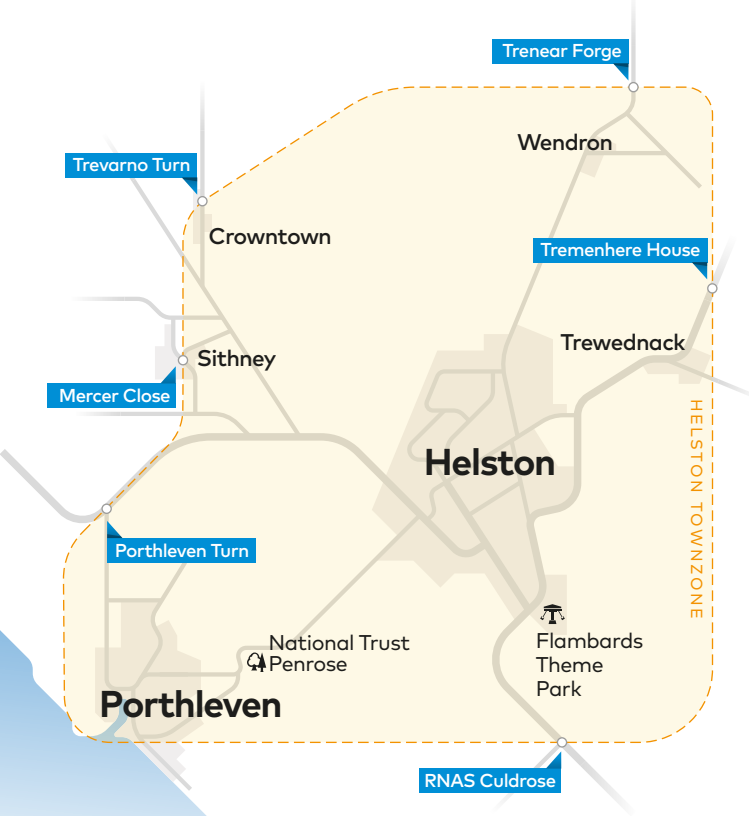 Trenear Forge
Wendron
Trevarno Turn
Crowntown
Tremenhere House
Trewednack
Sithney
Mercer Close
HELSTON TOWNZONE
Helston
Porthleven Turn
Flambards
Theme
Park
National Trust
Penrose
Porthleven
RNAS Culdrose